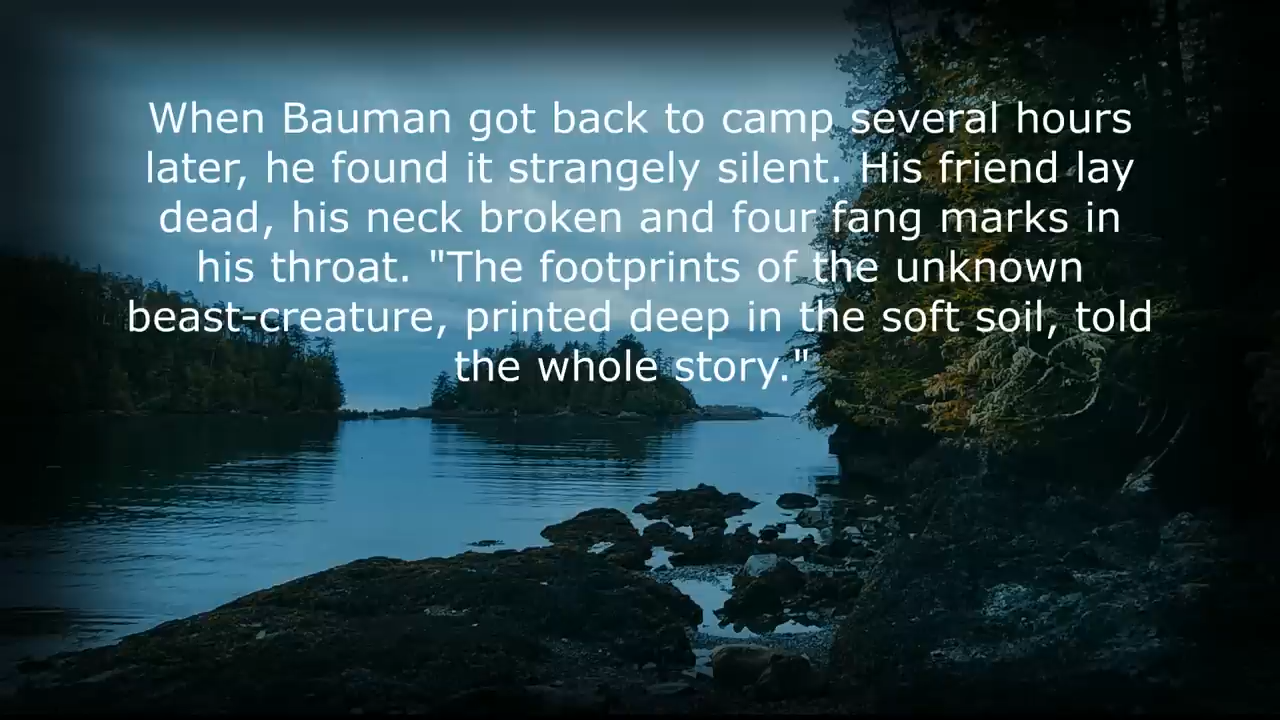 When Bauman got back to camp several hours
later, he found it strangely silent. His friend lay
dead, his neck broken and four fang marks in
his throat. "The footprints of the unknown
beast-creature, printed deep in the soft soil, told
the whole story."